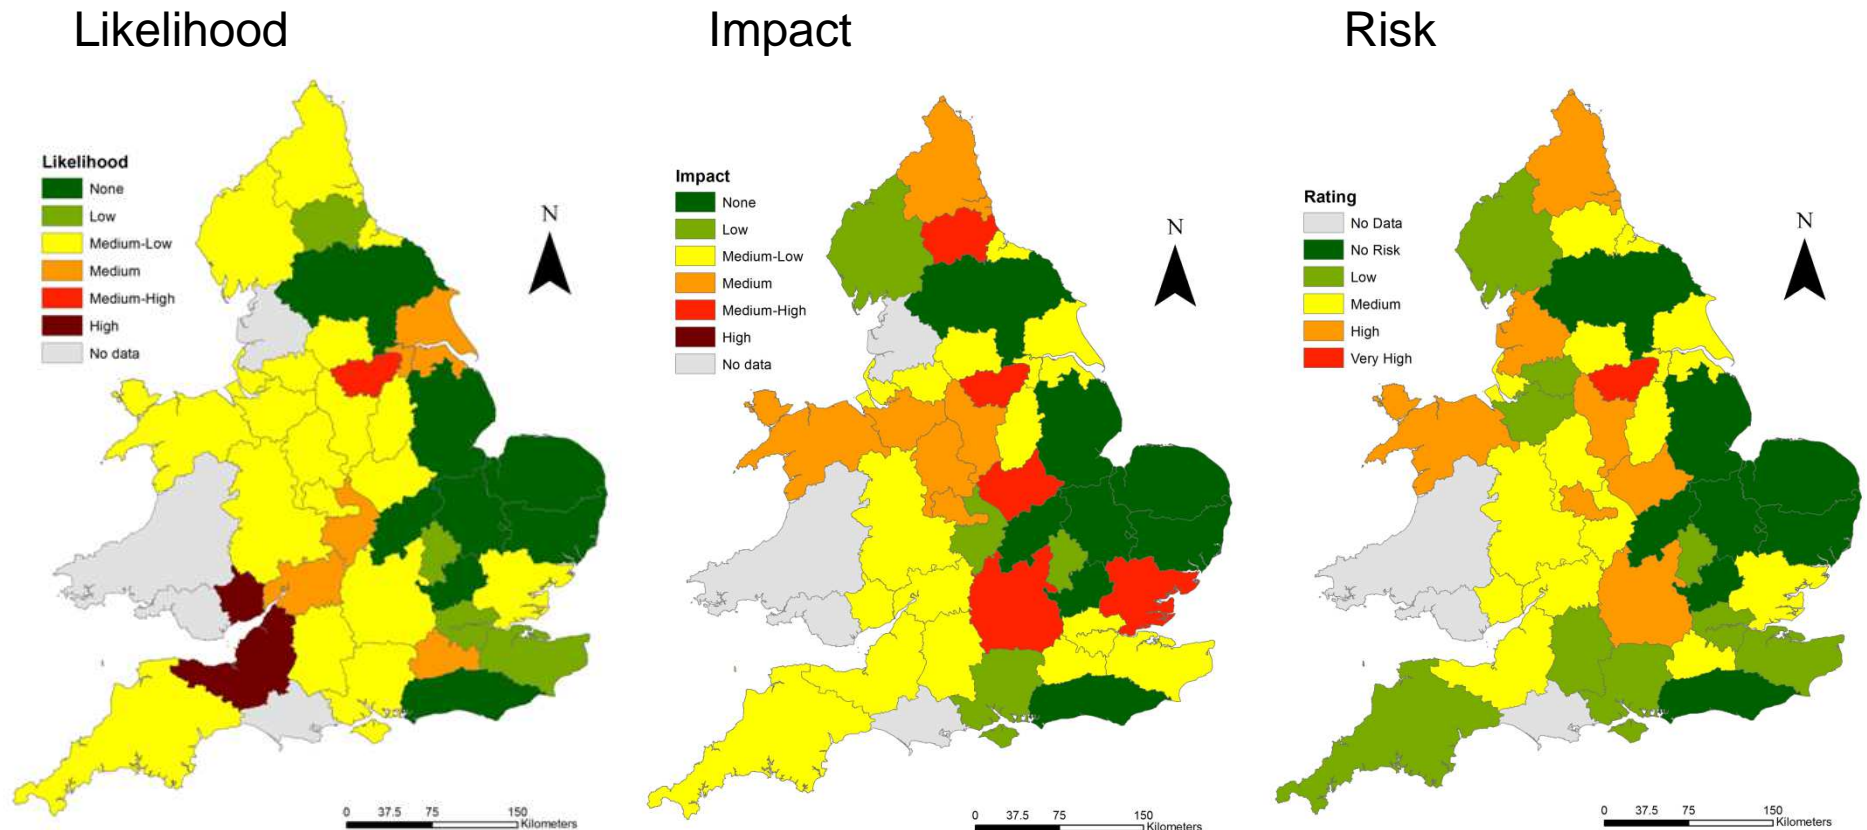 Likelihood
Impact
Risk
Likelihood
None
Low
Medium-Low
Medium
Medium-High
High
No data
N
0 37.5 75 150
Kilometers
Impact
None
Low
Medium-Low
Medium
Medium-High
High
No data
N
0 37.5 75 150
Kilometers
Rating
No Data
No Risk
Low
Medium
High
Very High
N
0 37.5 75 150
Kilometers